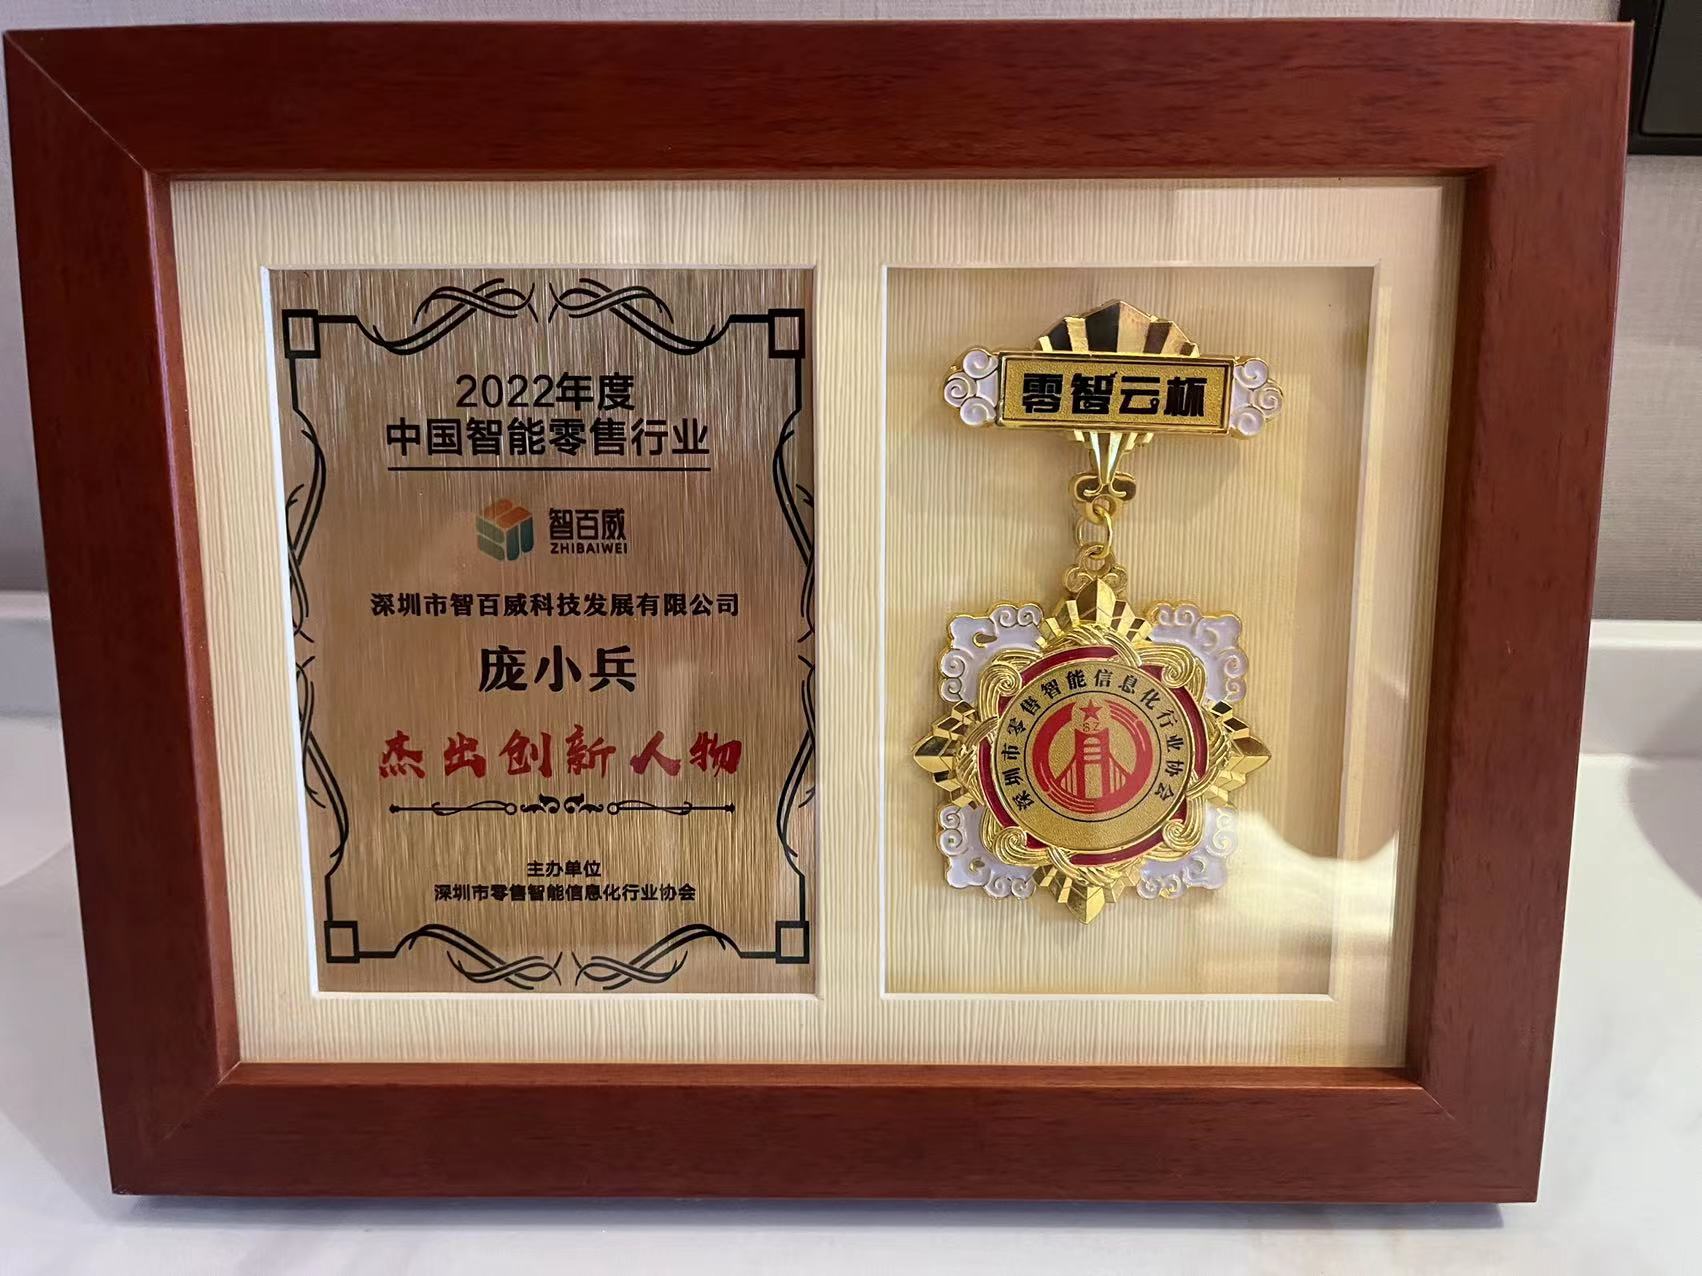 2022年度
中国智能零售行业
智百威
ZHIBAIWEI
深圳市智百威科技发展有限公司
庞小兵
杰出创新人物
主办单位
深圳市零售智能信息化行业协会
零智云杯
深圳市零售智能信息化行业协会
SZ